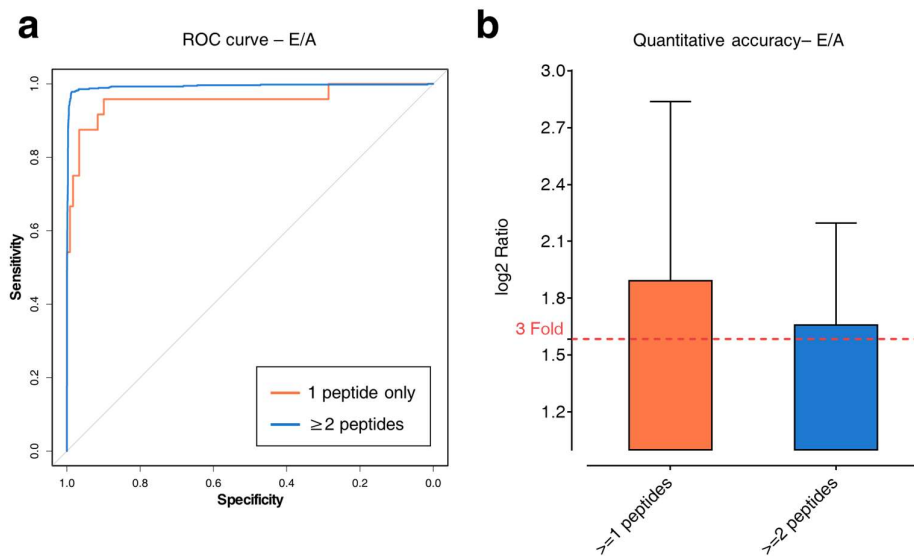 a
ROC curve – E/A
1.0
0.8
0.6
0.4
0.2
0.0
Sensitivity
1 peptide only
≥2 peptides
1.0 0.8 0.6 0.4 0.2 0.0
Specificity
b
Quantitative accuracy– E/A
3.0
2.7
2.4
2.1
1.8
1.5
1.2
log2 Ratio
3 Fold
>=1 peptides
>=2 peptides